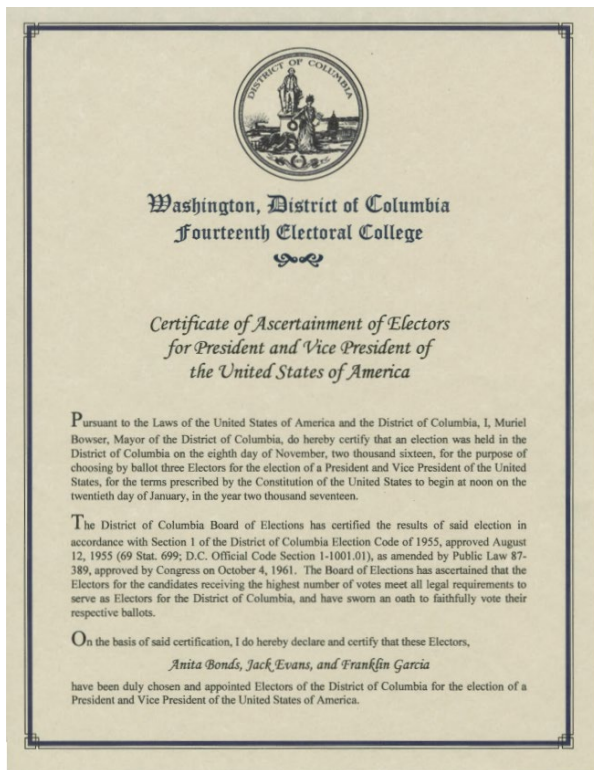 DISTRICT OF COLUMBIA
Washington, District of Columbia
Fourteenth Electoral College
Certificate of Ascertainment of Electors
for President and Vice President of
the United States of America
Pursuant to the Laws of the United States of America and the District of Columbia, I, Muriel
Bowser, Mayor of the District of Columbia, do hereby certify that an election was held in the
District of Columbia on the eighth day of November, two thousand sixteen, for the purpose of
choosing by ballot three Electors for the election of a President and Vice President of the United
States, for the terms prescribed by the Constitution of the United States to begin at noon on the
twentieth day of January, in the year two thousand seventeen.
The District of Columbia Board of Elections has certified the results of said election in
accordance with Section 1 of the District of Columbia Election Code of 1955, approved August
12, 1955 (69 Stat. 699; D.C. Official Code Section 1-1001.01), as amended by Public Law 87-
389, approved by Congress on October 4, 1961. The Board of Elections has ascertained that the
Electors for the candidates receiving the highest number of votes meet all legal requirements to
serve as Electors for the District of Columbia, and have sworn an oath to faithfully vote their
respective ballots.
On the basis of said certification, I do hereby declare and certify that these Electors,
Anita Bonds, Jack Evans, and Franklin Garcia
have been duly chosen and appointed Electors of the District of Columbia for the election of a
President and Vice President of the United States of America.